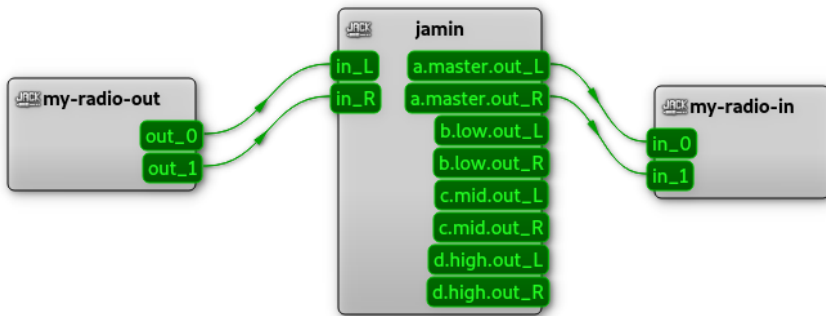 JACK my-radio-out
out_0
out_1
JACK jamin
in_L
in_R
a.master.out_L
a.master.out_R
b.low.out_L
b.low.out_R
c.mid.out_L
c.mid.out_R
d.high.out_L
d.high.out_R
JACK my-radio-in
in_0
in_1